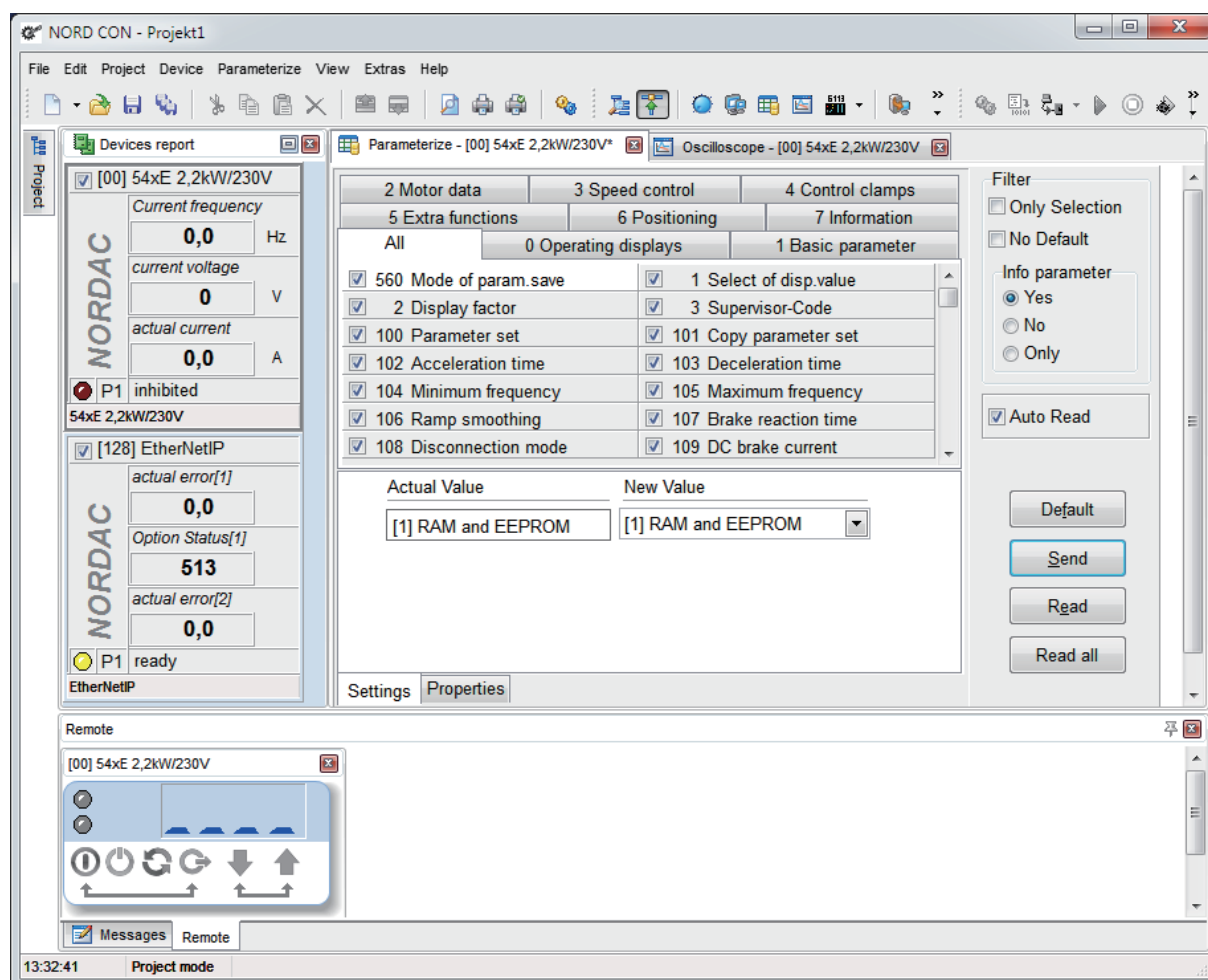 NORD CON - Projekt1
File Edit Project Device Parameterize View Extras Help
Project
Devices report
[00] 54xE 2,2kW/230V
NORDAC
Current frequency
0,0 Hz
current voltage
0 V
actual current
0,0 A
P1 inhibited
54xE 2,2kW/230V
[128] EtherNetIP
NORDAC
actual error[1]
0,0
Option Status[1]
513
actual error[2]
0,0
P1 ready
EtherNetIP
Parameterize - [00] 54xE 2,2kW/230V* Oscilloscope - [00] 54xE 2,2kW/230V
2 Motor data 3 Speed control 4 Control clamps
5 Extra functions 6 Positioning 7 Information
All 0 Operating displays 1 Basic parameter
560 Mode of param.save 1 Select of disp.value
2 Display factor 3 Supervisor-Code
100 Parameter set 101 Copy parameter set
102 Acceleration time 103 Deceleration time
104 Minimum frequency 105 Maximum frequency
106 Ramp smoothing 107 Brake reaction time
108 Disconnection mode 109 DC brake current
Actual Value New Value
[1] RAM and EEPROM [1] RAM and EEPROM
Settings Properties
Filter
Only Selection
No Default
Info parameter
Yes
No
Only
Auto Read
Default
Send
Read
Read all
Remote
[00] 54xE 2,2kW/230V
Messages Remote
13:32:41 Project mode